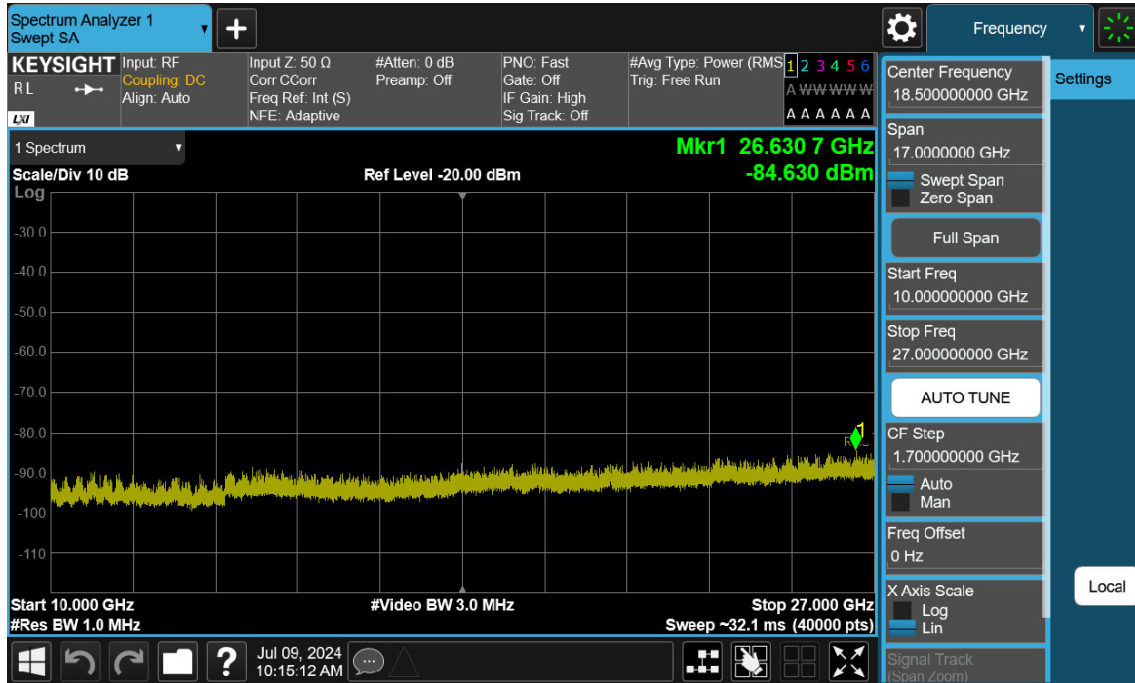 Spectrum Analyzer 1
Swept SA
Frequency
KEYSIGHT
R L
LXI
Input: RF
Coupling: DC
Align: Auto
Input Z: 50 Ω
Corr CCorr
Freq Ref: Int (S)
NFE: Adaptive
#Atten: 0 dB
Preamp: Off
PNO: Fast
Gate: Off
IF Gain: High
Sig Track: Off
#Avg Type: Power (RMS
Trig: Free Run
1 2 3 4 5 6
A W W W W W
A A A A A A
1 Spectrum
Mkr1 26.630 7 GHz
-84.630 dBm
Scale/Div 10 dB
Ref Level -20.00 dBm
Log
-30.0
-40.0
-50.0
-60.0
-70.0
-80.0
-90.0
-100
-110
1
Start 10.000 GHz
#Res BW 1.0 MHz
#Video BW 3.0 MHz
Stop 27.000 GHz
Sweep ~32.1 ms (40000 pts)
Center Frequency
18.500000000 GHz
Span
17.0000000 GHz
Swept Span
Zero Span
Full Span
Start Freq
10.000000000 GHz
Stop Freq
27.000000000 GHz
AUTO TUNE
CF Step
1.700000000 GHz
Auto
Man
Freq Offset
0 Hz
X Axis Scale
Log
Lin
Signal Track
(Span Zoom)
Settings
Local
?
Jul 09, 2024
10:15:12 AM